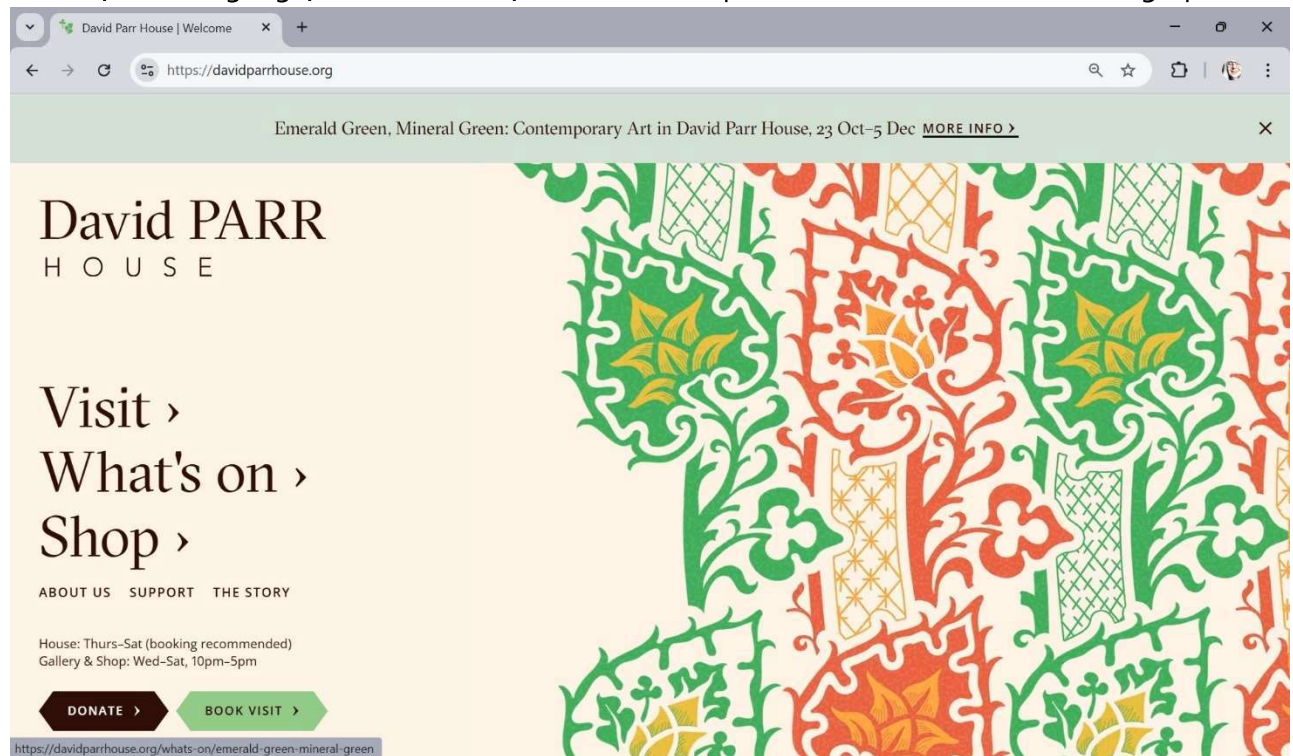 David Parr House | Welcome
https://davidparrhouse.org
Emerald Green, Mineral Green: Contemporary Art in David Parr House, 23 Oct–5 Dec MORE INFO ›
David PARR
HOUSE
Visit ›
What's on ›
Shop ›
ABOUT US SUPPORT THE STORY
House: Thurs–Sat (booking recommended)
Gallery & Shop: Wed–Sat, 10pm–5pm
DONATE › BOOK VISIT ›
https://davidparrhouse.org/whats-on/emerald-green-mineral-green